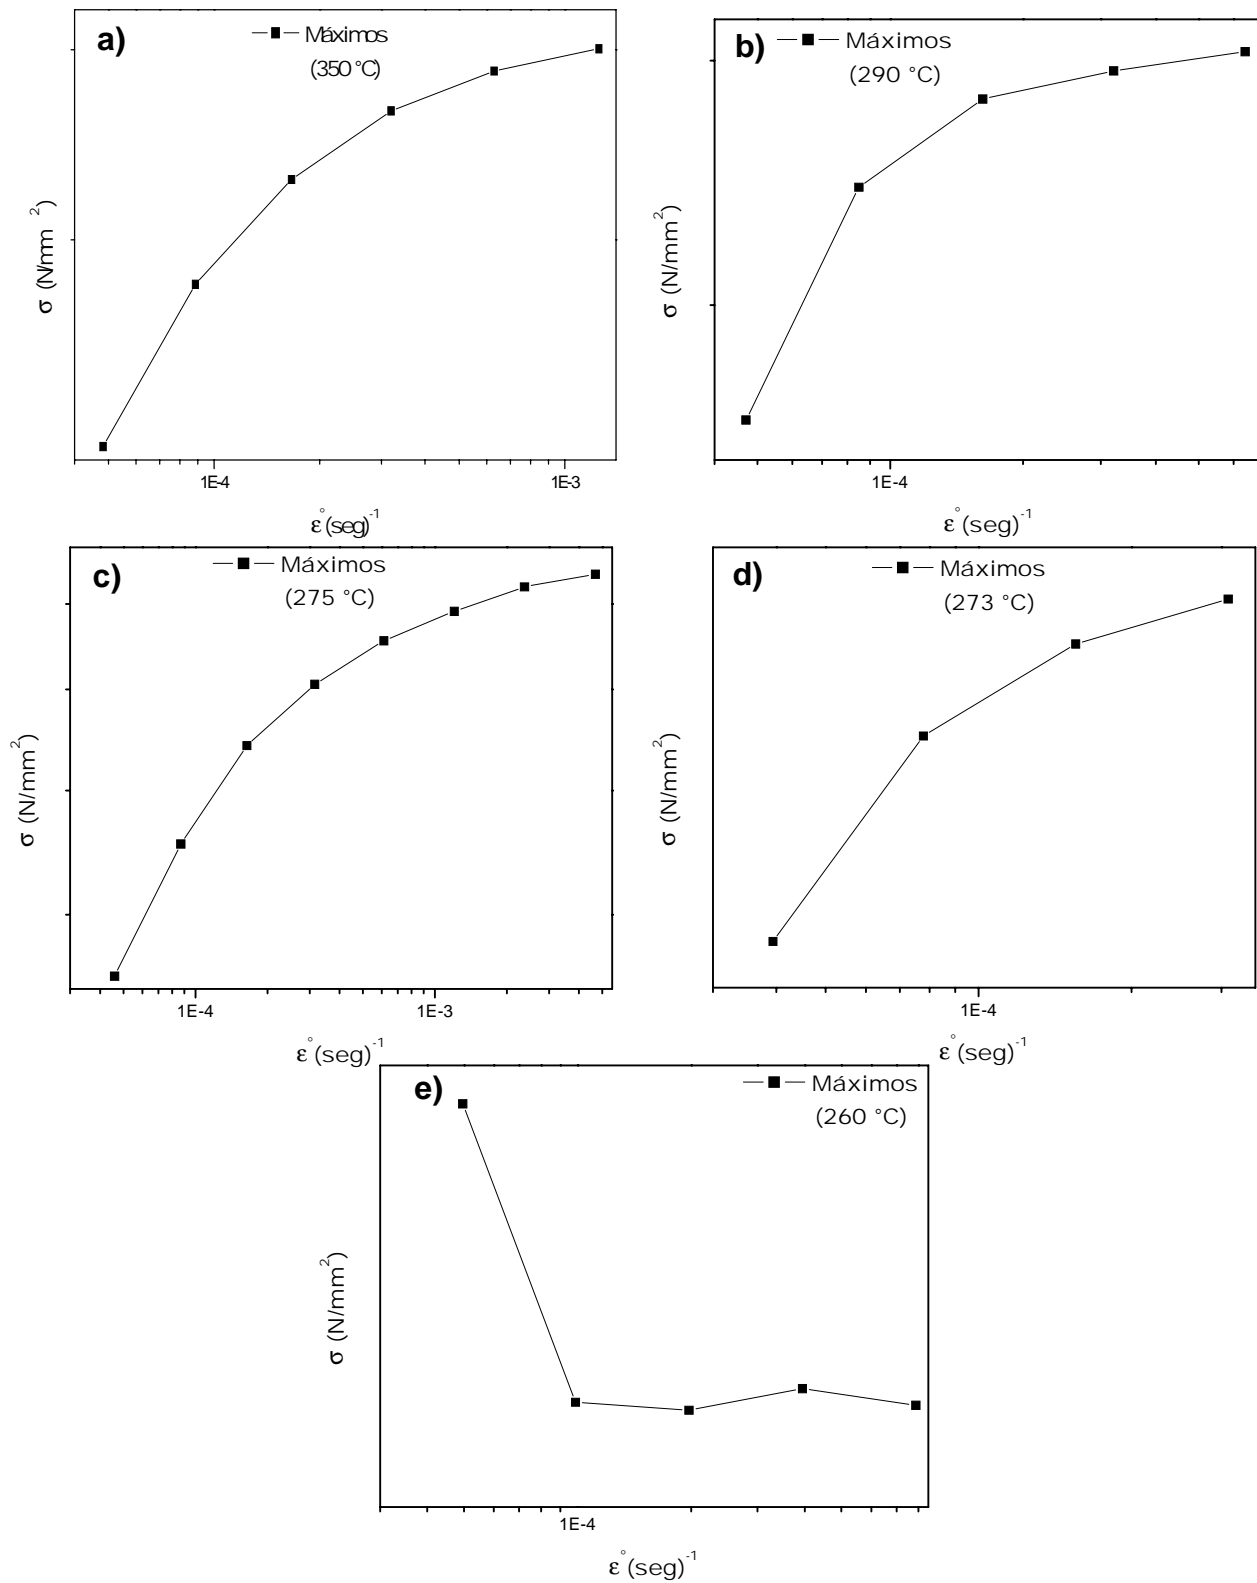 a)
Máximos
(350 °C)
σ (N/mm²)
1E-4
1E-3
ε°(seg)⁻¹
b)
Máximos
(290 °C)
σ (N/mm²)
1E-4
ε°(seg)⁻¹
c)
Máximos
(275 °C)
σ (N/mm²)
1E-4
1E-3
ε°(seg)⁻¹
d)
Máximos
(273 °C)
σ (N/mm²)
1E-4
ε°(seg)⁻¹
e)
Máximos
(260 °C)
σ (N/mm²)
1E-4
ε°(seg)⁻¹